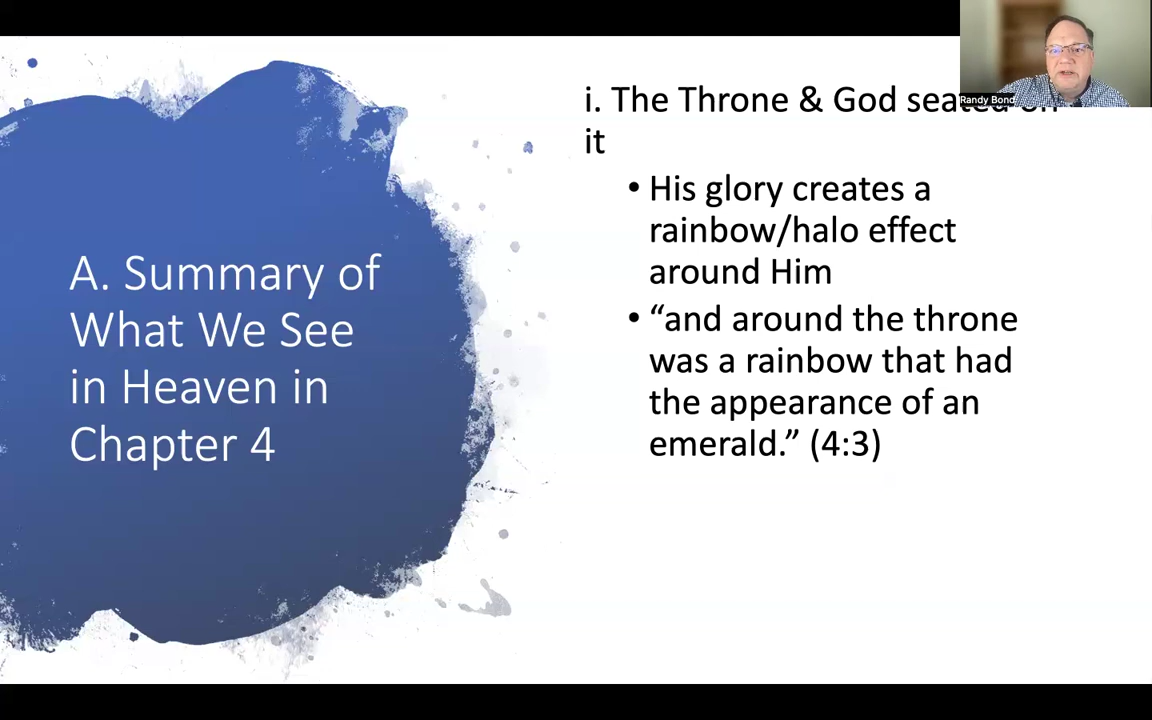 A. Summary of
What We See
in Heaven in
Chapter 4
i. The Throne & God seated on
it
• His glory creates a
rainbow/halo effect
around Him
• “and around the throne
was a rainbow that had
the appearance of an
emerald.” (4:3)
Randy Bond